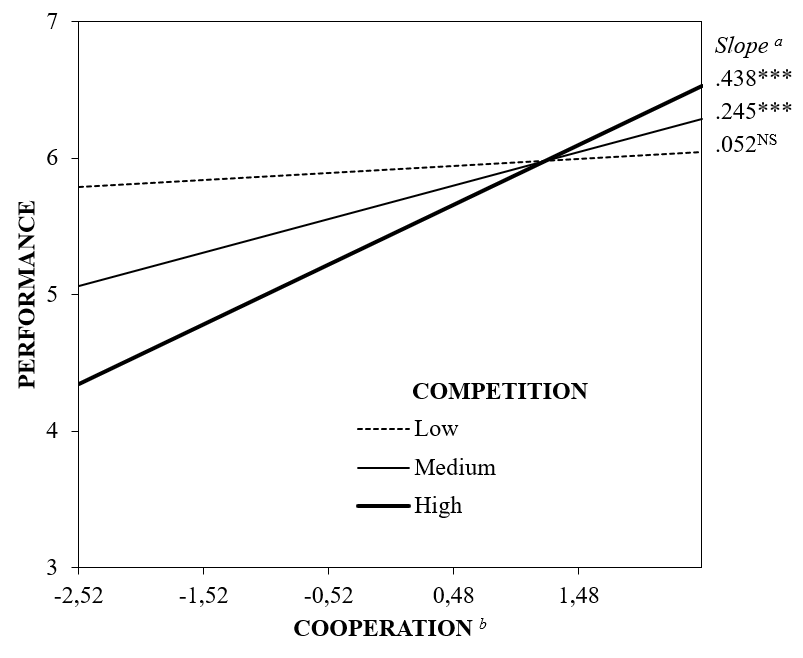 7
6
5
4
3
PERFORMANCE
Slope a
.438***
.245***
.052NS
COMPETITION
Low
Medium
High
-2,52 -1,52 -0,52 0,48 1,48
COOPERATION b